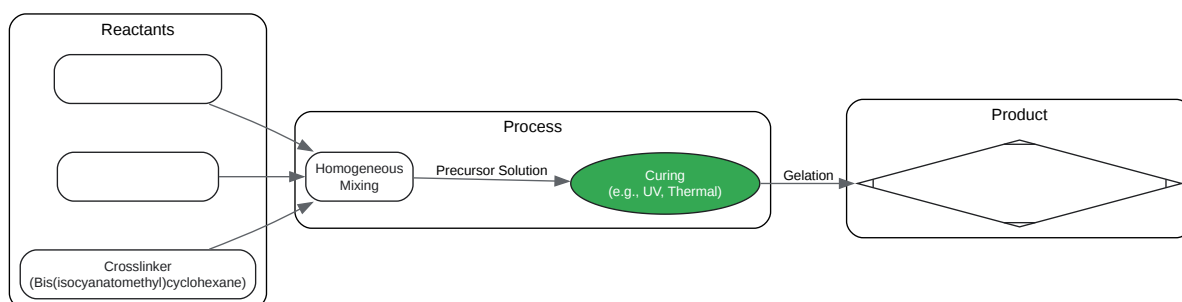 Reactants
Crosslinker
(Bis(isocyanatomethyl)cyclohexane)
Process
Homogeneous
Mixing
Precursor Solution
Curing
(e.g., UV, Thermal)
Gelation
Product